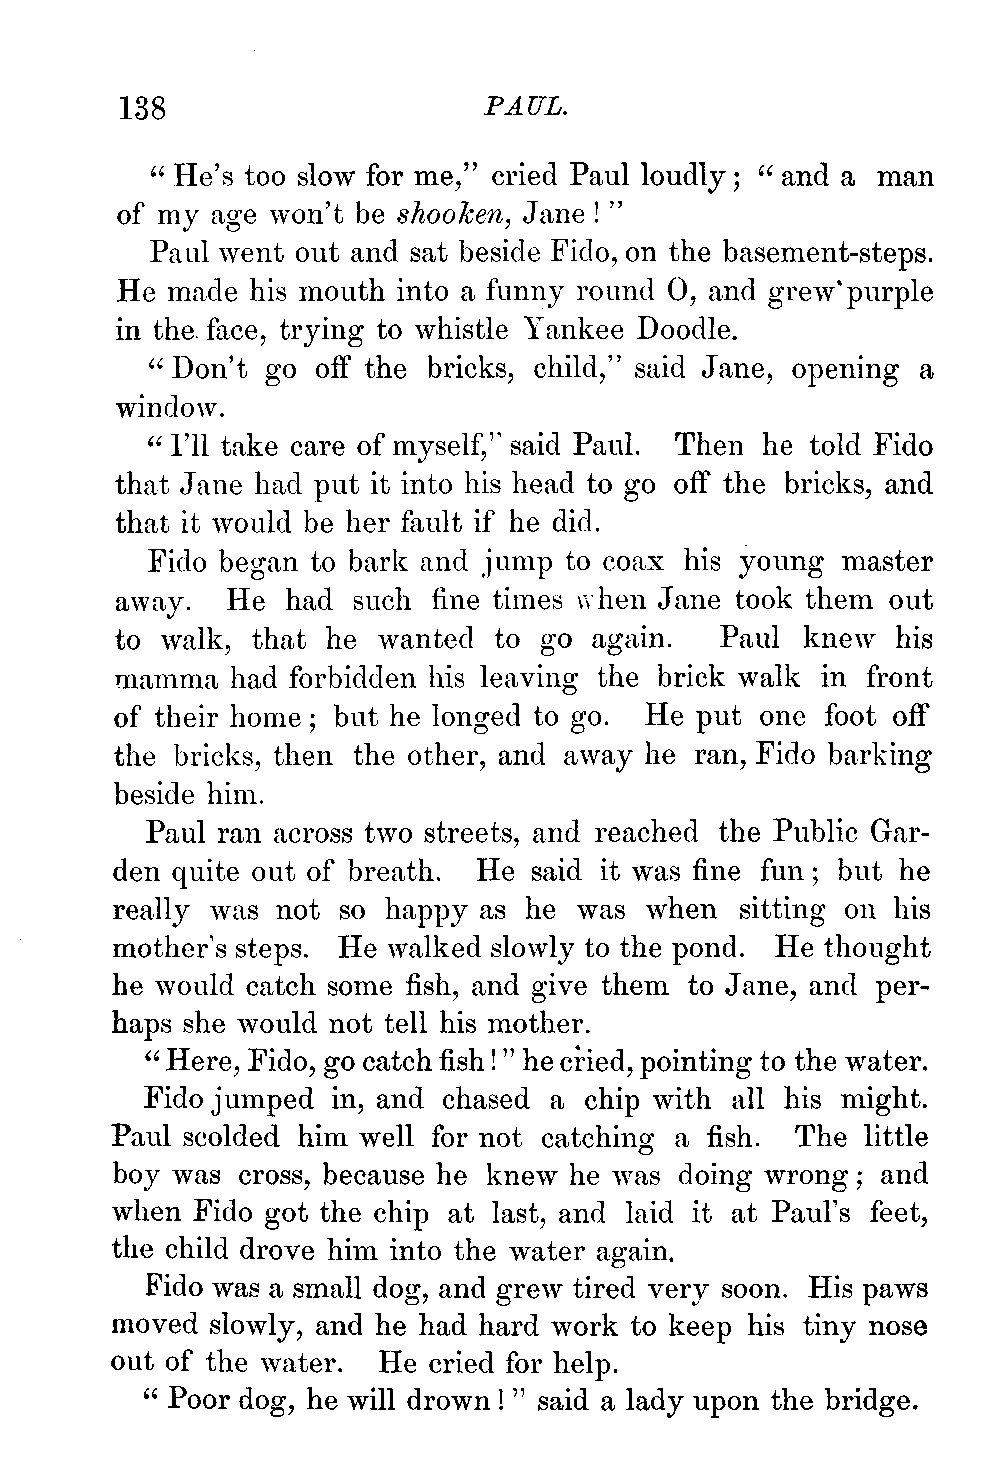 138 PAUL.
“ He’s too slow for me,” cried Paul loudly ; “ and a man
of my age won’t be shooken, Jane ! ”
Paul went out and sat beside Fido, on the basement-steps.
He made his mouth into a funny round O, and grew purple
in the face, trying to whistle Yankee Doodle.
“ Don’t go off the bricks, child,” said Jane, opening a
window.
“ I’ll take care of myself,” said Paul. Then he told Fido
that Jane had put it into his head to go off the bricks, and
that it would be her fault if he did.
Fido began to bark and jump to coax his young master
away. He had such fine times when Jane took them out
to walk, that he wanted to go again. Paul knew his
mamma had forbidden his leaving the brick walk in front
of their home ; but he longed to go. He put one foot off
the bricks, then the other, and away he ran, Fido barking
beside him.
Paul ran across two streets, and reached the Public Gar-
den quite out of breath. He said it was fine fun ; but he
really was not so happy as he was when sitting on his
mother’s steps. He walked slowly to the pond. He thought
he would catch some fish, and give them to Jane, and per-
haps she would not tell his mother.
“ Here, Fido, go catch fish ! ” he cried, pointing to the water.
Fido jumped in, and chased a chip with all his might.
Paul scolded him well for not catching a fish. The little
boy was cross, because he knew he was doing wrong ; and
when Fido got the chip at last, and laid it at Paul’s feet,
the child drove him into the water again.
Fido was a small dog, and grew tired very soon. His paws
moved slowly, and he had hard work to keep his tiny nose
out of the water. He cried for help.
“ Poor dog, he will drown ! ” said a lady upon the bridge.